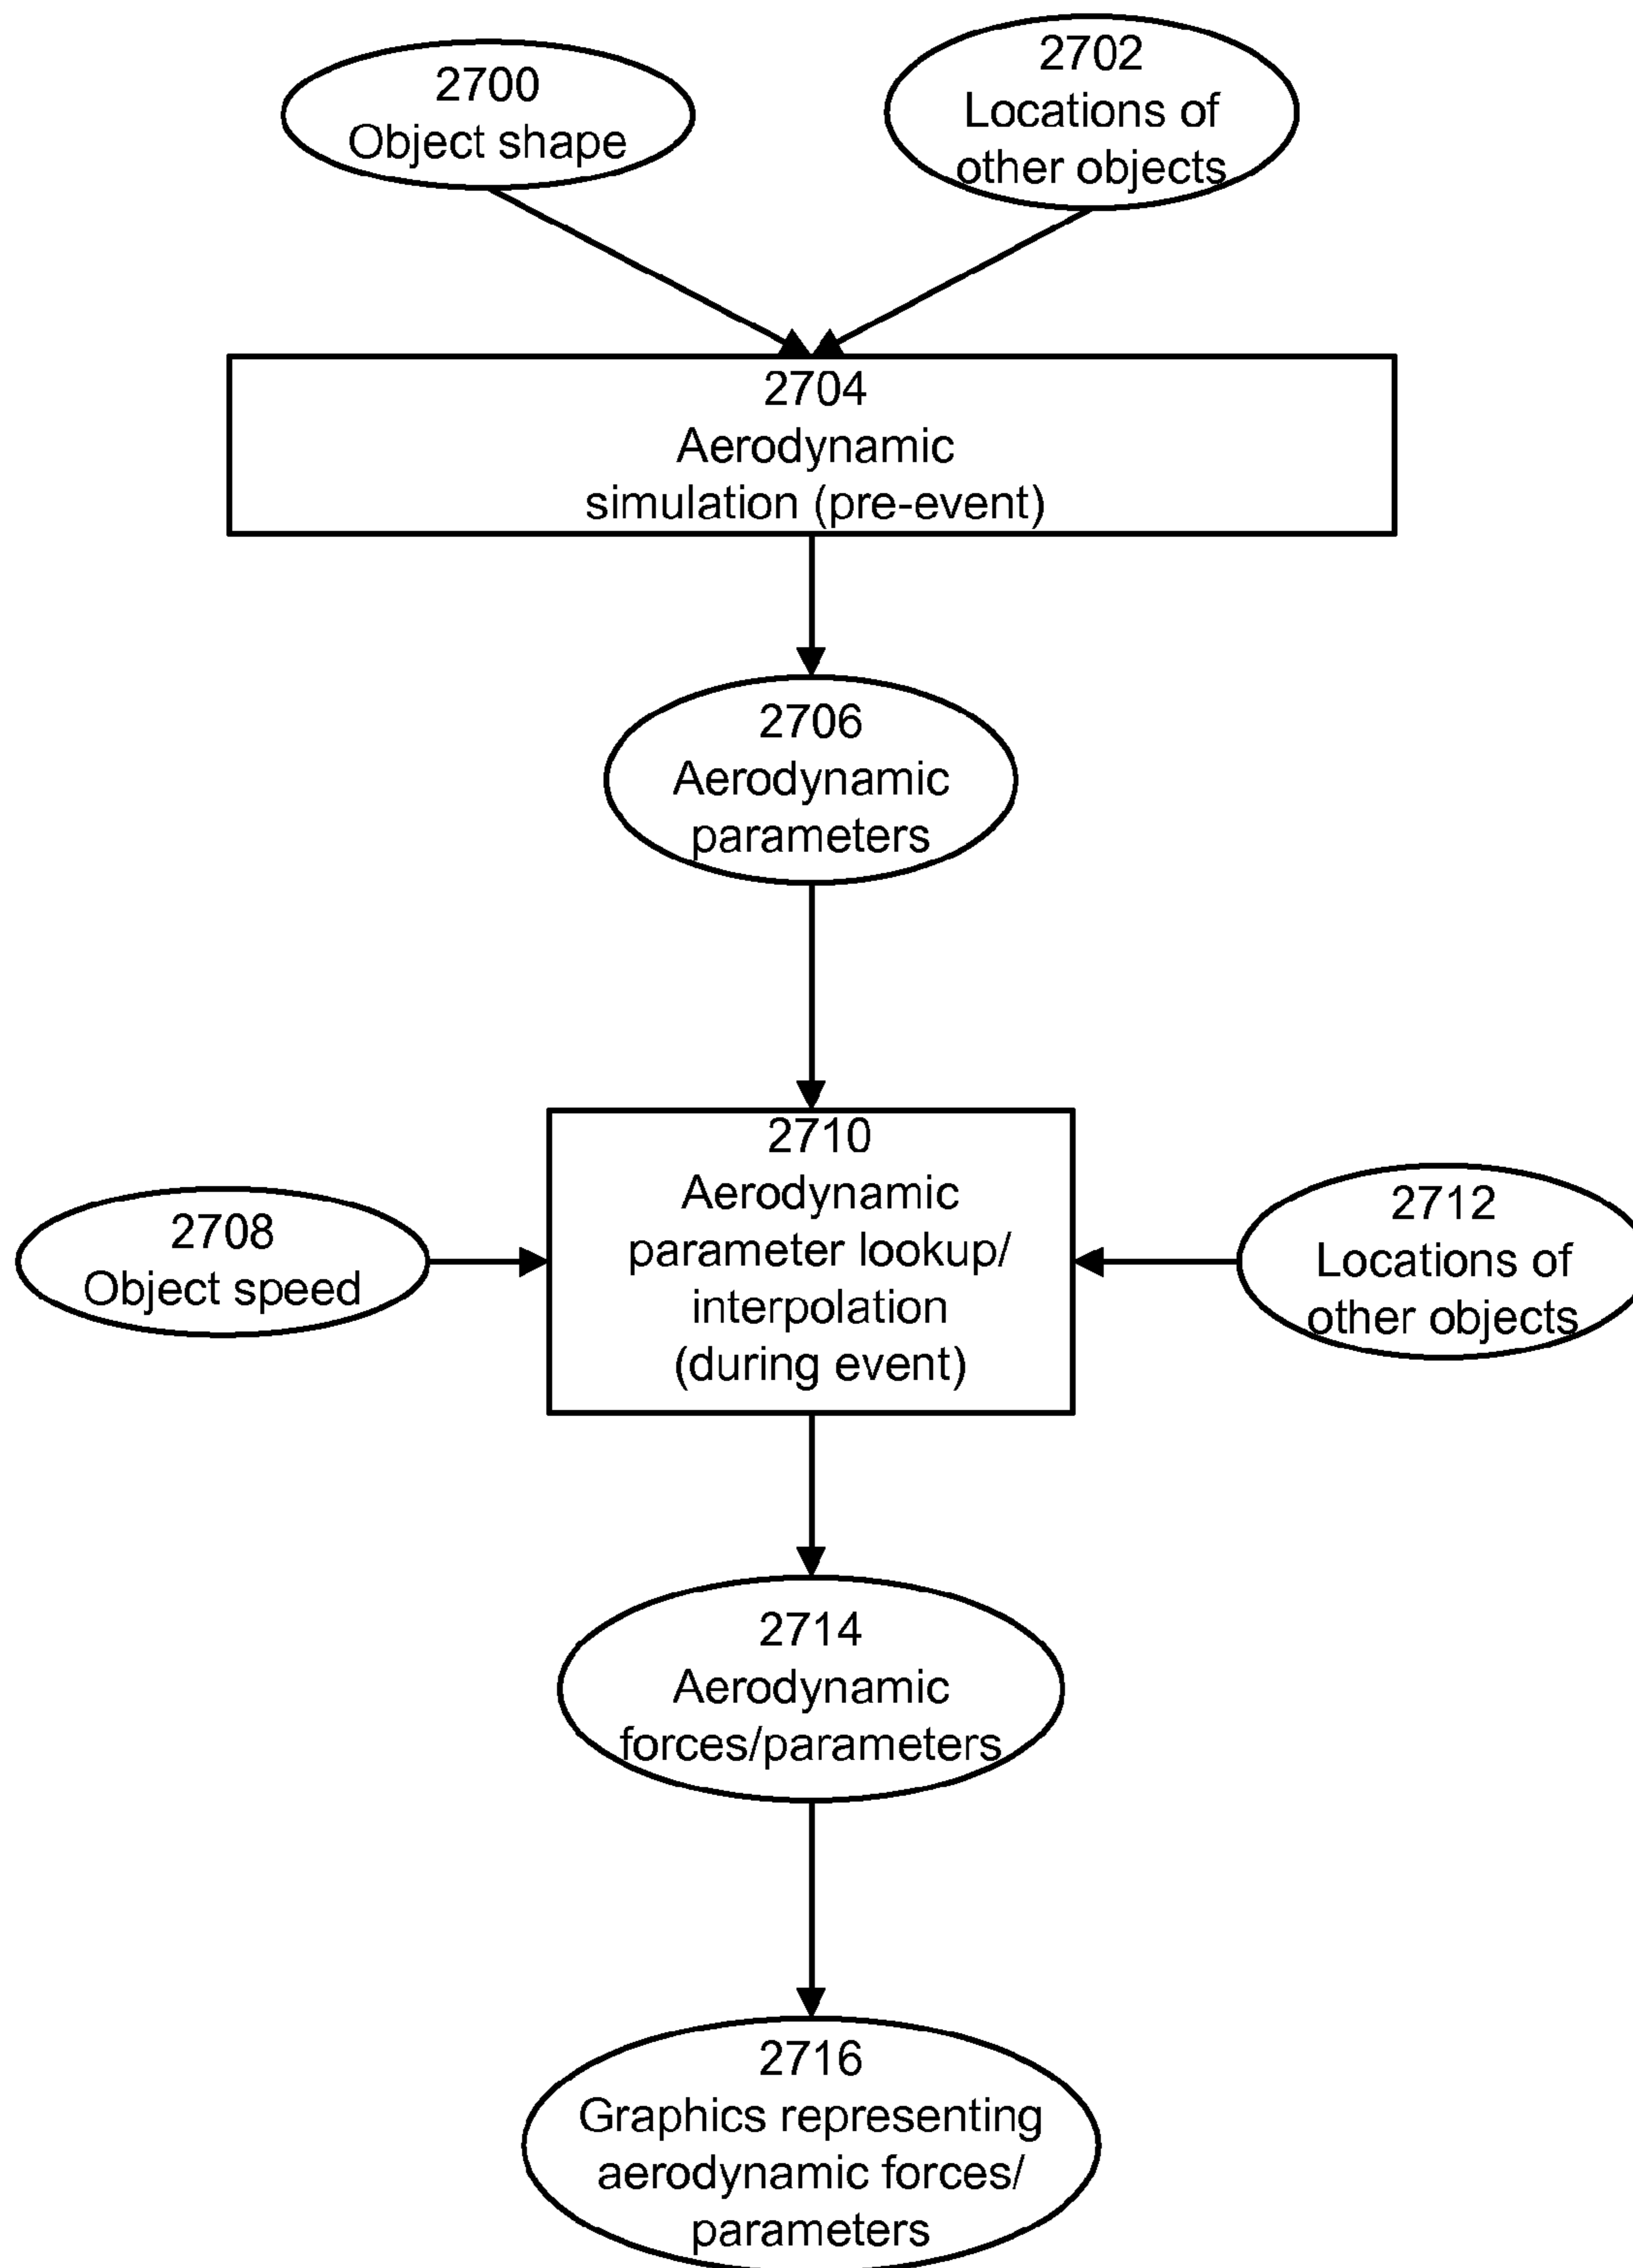 2700
Object shape
2702
Locations of
other objects
2704
Aerodynamic
simulation (pre-event)
2706
Aerodynamic
parameters
2708
Object speed
2710
Aerodynamic
parameter lookup/
interpolation
(during event)
2712
Locations of
other objects
2714
Aerodynamic
forces/parameters
2716
Graphics representing
aerodynamic forces/
parameters